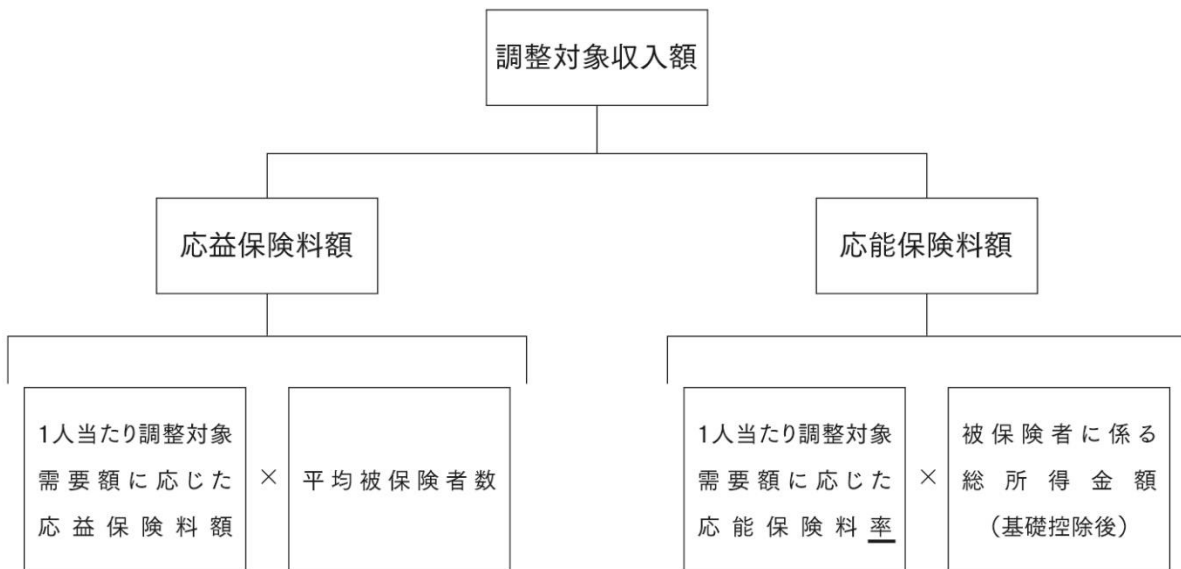 調整対象収入額
応益保険料額
応能保険料額
1人当たり調整対象
需要額に応じた
応益保険料額
×
平均被保険者数
1人当たり調整対象
需要額に応じた
応能保険料率
×
被保険者に係る
総所得金額
（基礎控除後）